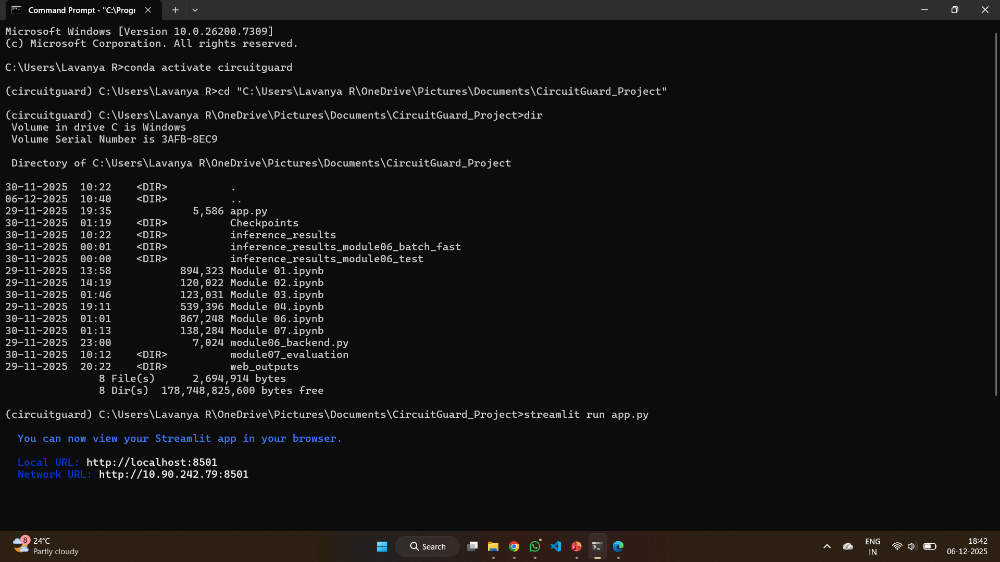 Command Prompt - "C:\Progr
Microsoft Windows [Version 10.0.26200.7309]
(c) Microsoft Corporation. All rights reserved.
C:\Users\Lavanya R>conda activate circuitguard
(circuitguard) C:\Users\Lavanya R>cd "C:\Users\Lavanya R\OneDrive\Pictures\Documents\CircuitGuard_Project"
(circuitguard) C:\Users\Lavanya R\OneDrive\Pictures\Documents\CircuitGuard_Project>dir
Volume in drive C is Windows
Volume Serial Number is 3AFB-8EC9
Directory of C:\Users\Lavanya R\OneDrive\Pictures\Documents\CircuitGuard_Project
30-11-2025  10:22    <DIR>          .
06-12-2025  10:40    <DIR>          ..
29-11-2025  19:35             5,586 app.py
30-11-2025  01:19    <DIR>          Checkpoints
30-11-2025  10:22    <DIR>          inference_results
30-11-2025  00:01    <DIR>          inference_results_module06_batch_fast
30-11-2025  00:00    <DIR>          inference_results_module06_test
29-11-2025  13:58           894,323 Module 01.ipynb
29-11-2025  14:19           120,022 Module 02.ipynb
30-11-2025  01:46           123,031 Module 03.ipynb
29-11-2025  19:11           539,396 Module 04.ipynb
30-11-2025  01:01           867,248 Module 06.ipynb
30-11-2025  01:13           138,284 Module 07.ipynb
29-11-2025  23:00             7,024 module06_backend.py
30-11-2025  10:12    <DIR>          module07_evaluation
29-11-2025  20:22    <DIR>          web_outputs
8 File(s)      2,694,914 bytes
8 Dir(s)  178,748,825,600 bytes free
(circuitguard) C:\Users\Lavanya R\OneDrive\Pictures\Documents\CircuitGuard_Project>streamlit run app.py
You can now view your Streamlit app in your browser.
Local URL: http://localhost:8501
Network URL: http://10.90.242.79:8501
8
24°C
Partly cloudy
Search
ENG
IN
18:42
06-12-2025